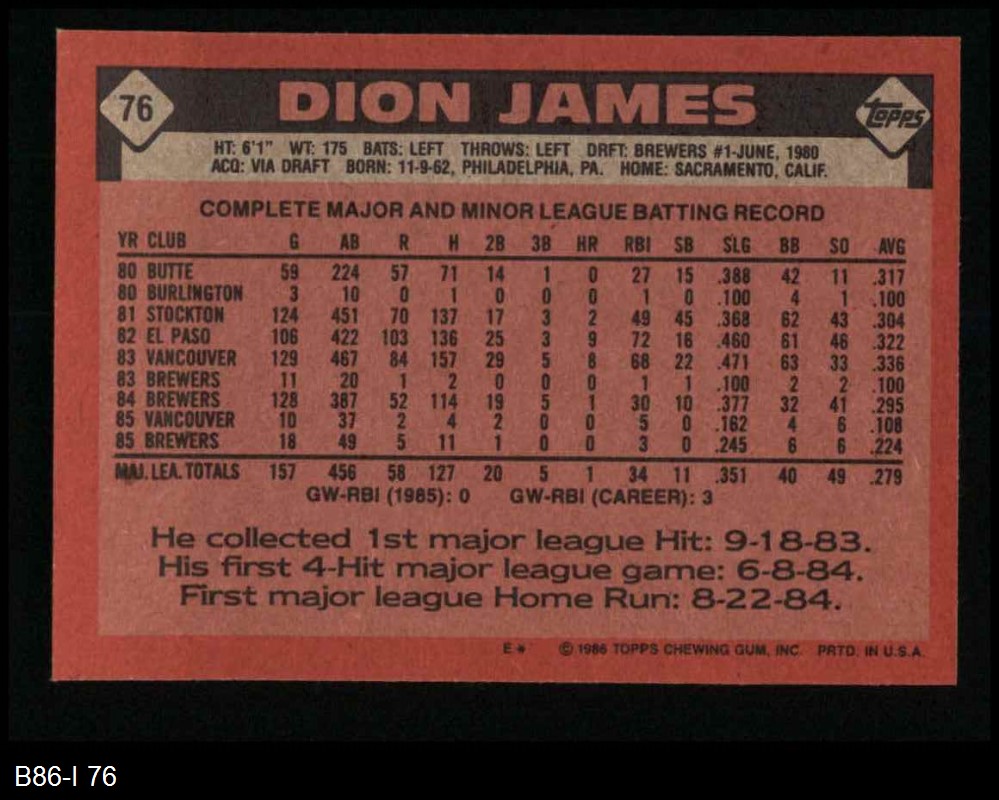 76
DION JAMES
Topps
HT: 6'1" WT: 175 BATS: LEFT THROWS: LEFT DRFT: BREWERS #1-JUNE, 1980
ACQ: VIA DRAFT BORN: 11-9-62, PHILADELPHIA, PA. HOME: SACRAMENTO, CALIF.
COMPLETE MAJOR AND MINOR LEAGUE BATTING RECORD
YR CLUB G AB R H 2B 3B HR RBI SB SLG BB SO AVG
80 BUTTE 59 224 57 71 14 1 0 27 15 .388 42 11 .317
80 BURLINGTON 3 10 0 1 0 0 0 1 0 .100 4 1 .100
81 STOCKTON 124 451 70 137 17 3 2 49 45 .368 62 43 .304
82 EL PASO 106 422 103 136 25 3 9 72 16 .460 61 46 .322
83 VANCOUVER 129 467 84 157 29 5 8 68 22 .471 63 33 .336
83 BREWERS 11 20 1 2 0 0 0 1 1 .100 2 2 .100
84 BREWERS 128 387 52 114 19 5 1 30 10 .377 32 41 .295
85 VANCOUVER 10 37 2 4 2 0 0 5 0 .162 4 6 .108
85 BREWERS 18 49 5 11 1 0 0 3 0 .245 6 6 .224
MAJ. LEA. TOTALS 157 456 58 127 20 5 1 34 11 .351 40 49 .279
GW-RBI (1985): 0 GW-RBI (CAREER): 3
He collected 1st major league Hit: 9-18-83.
His first 4-Hit major league game: 6-8-84.
First major league Home Run: 8-22-84.
E* © 1986 TOPPS CHEWING GUM, INC. PRTD. IN U.S.A.
B86-I 76